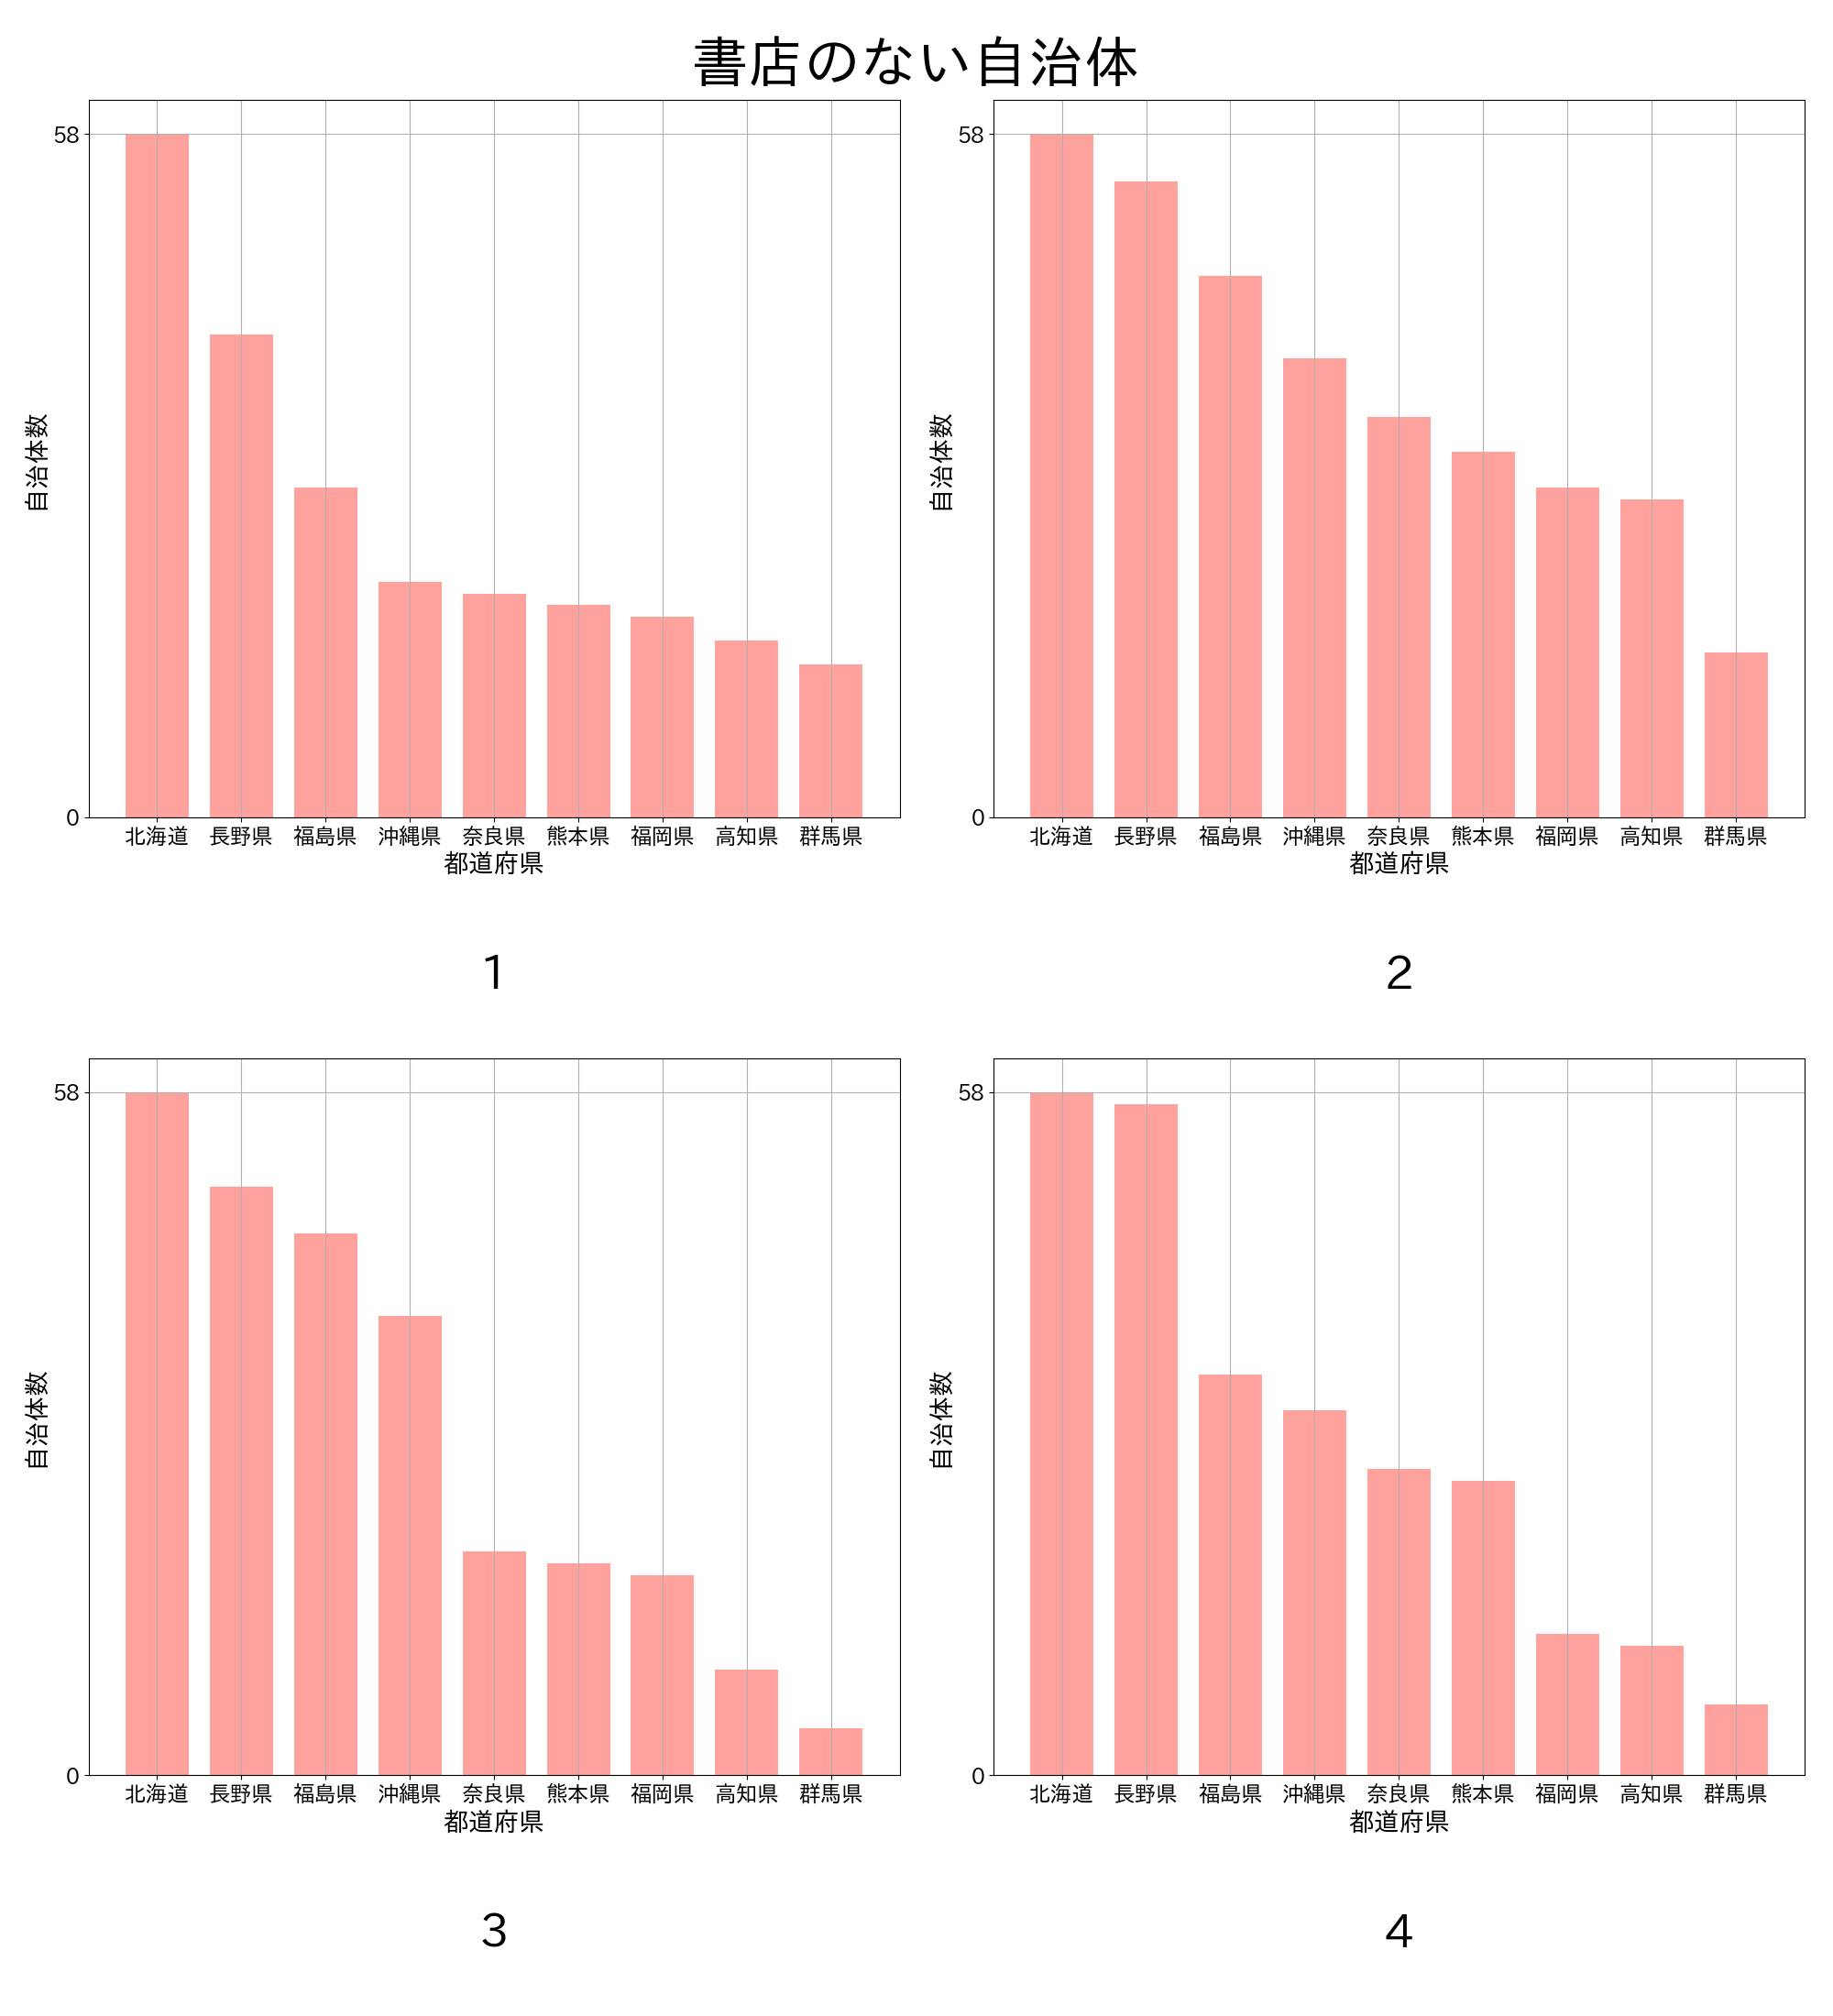 書店のない自治体
58
0
自治体数
北海道 長野県 福島県 沖縄県 奈良県 熊本県 福岡県 高知県 群馬県
都道府県
1
58
0
自治体数
北海道 長野県 福島県 沖縄県 奈良県 熊本県 福岡県 高知県 群馬県
都道府県
2
58
0
自治体数
北海道 長野県 福島県 沖縄県 奈良県 熊本県 福岡県 高知県 群馬県
都道府県
3
58
0
自治体数
北海道 長野県 福島県 沖縄県 奈良県 熊本県 福岡県 高知県 群馬県
都道府県
4